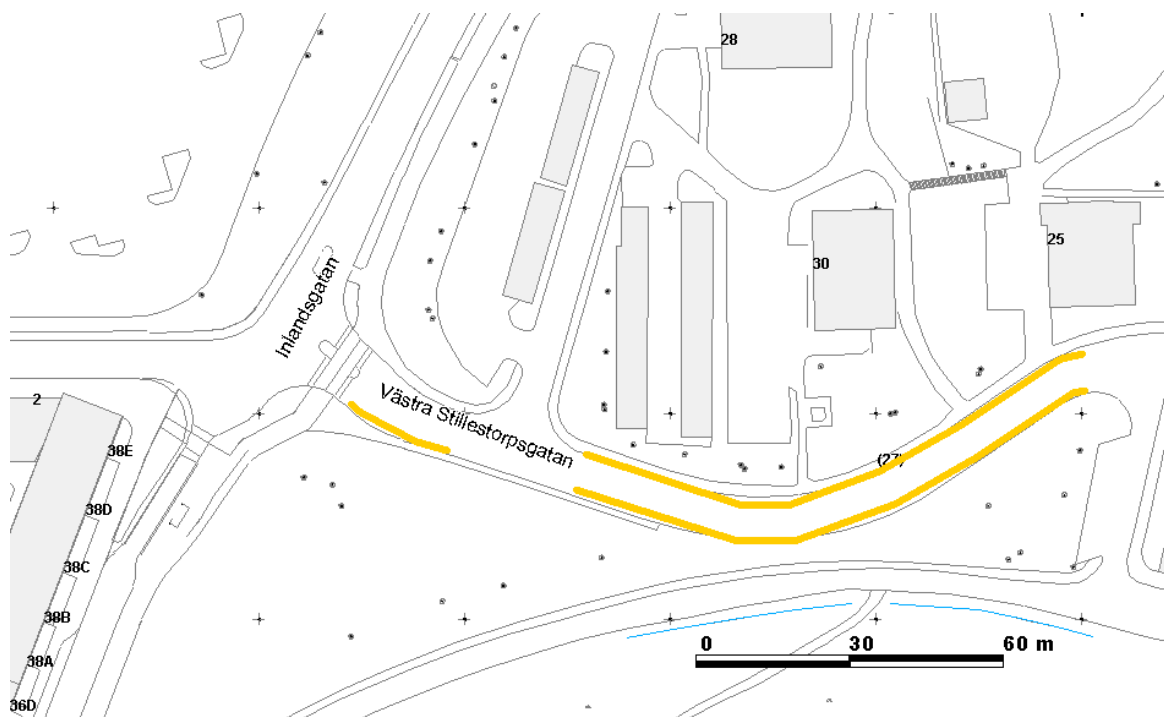 28
25
30
Inlandsgatan
2
Västra Stillestorpsgatan
38E
(27)
38D
38C
38B
0 30 60 m
38A
36D